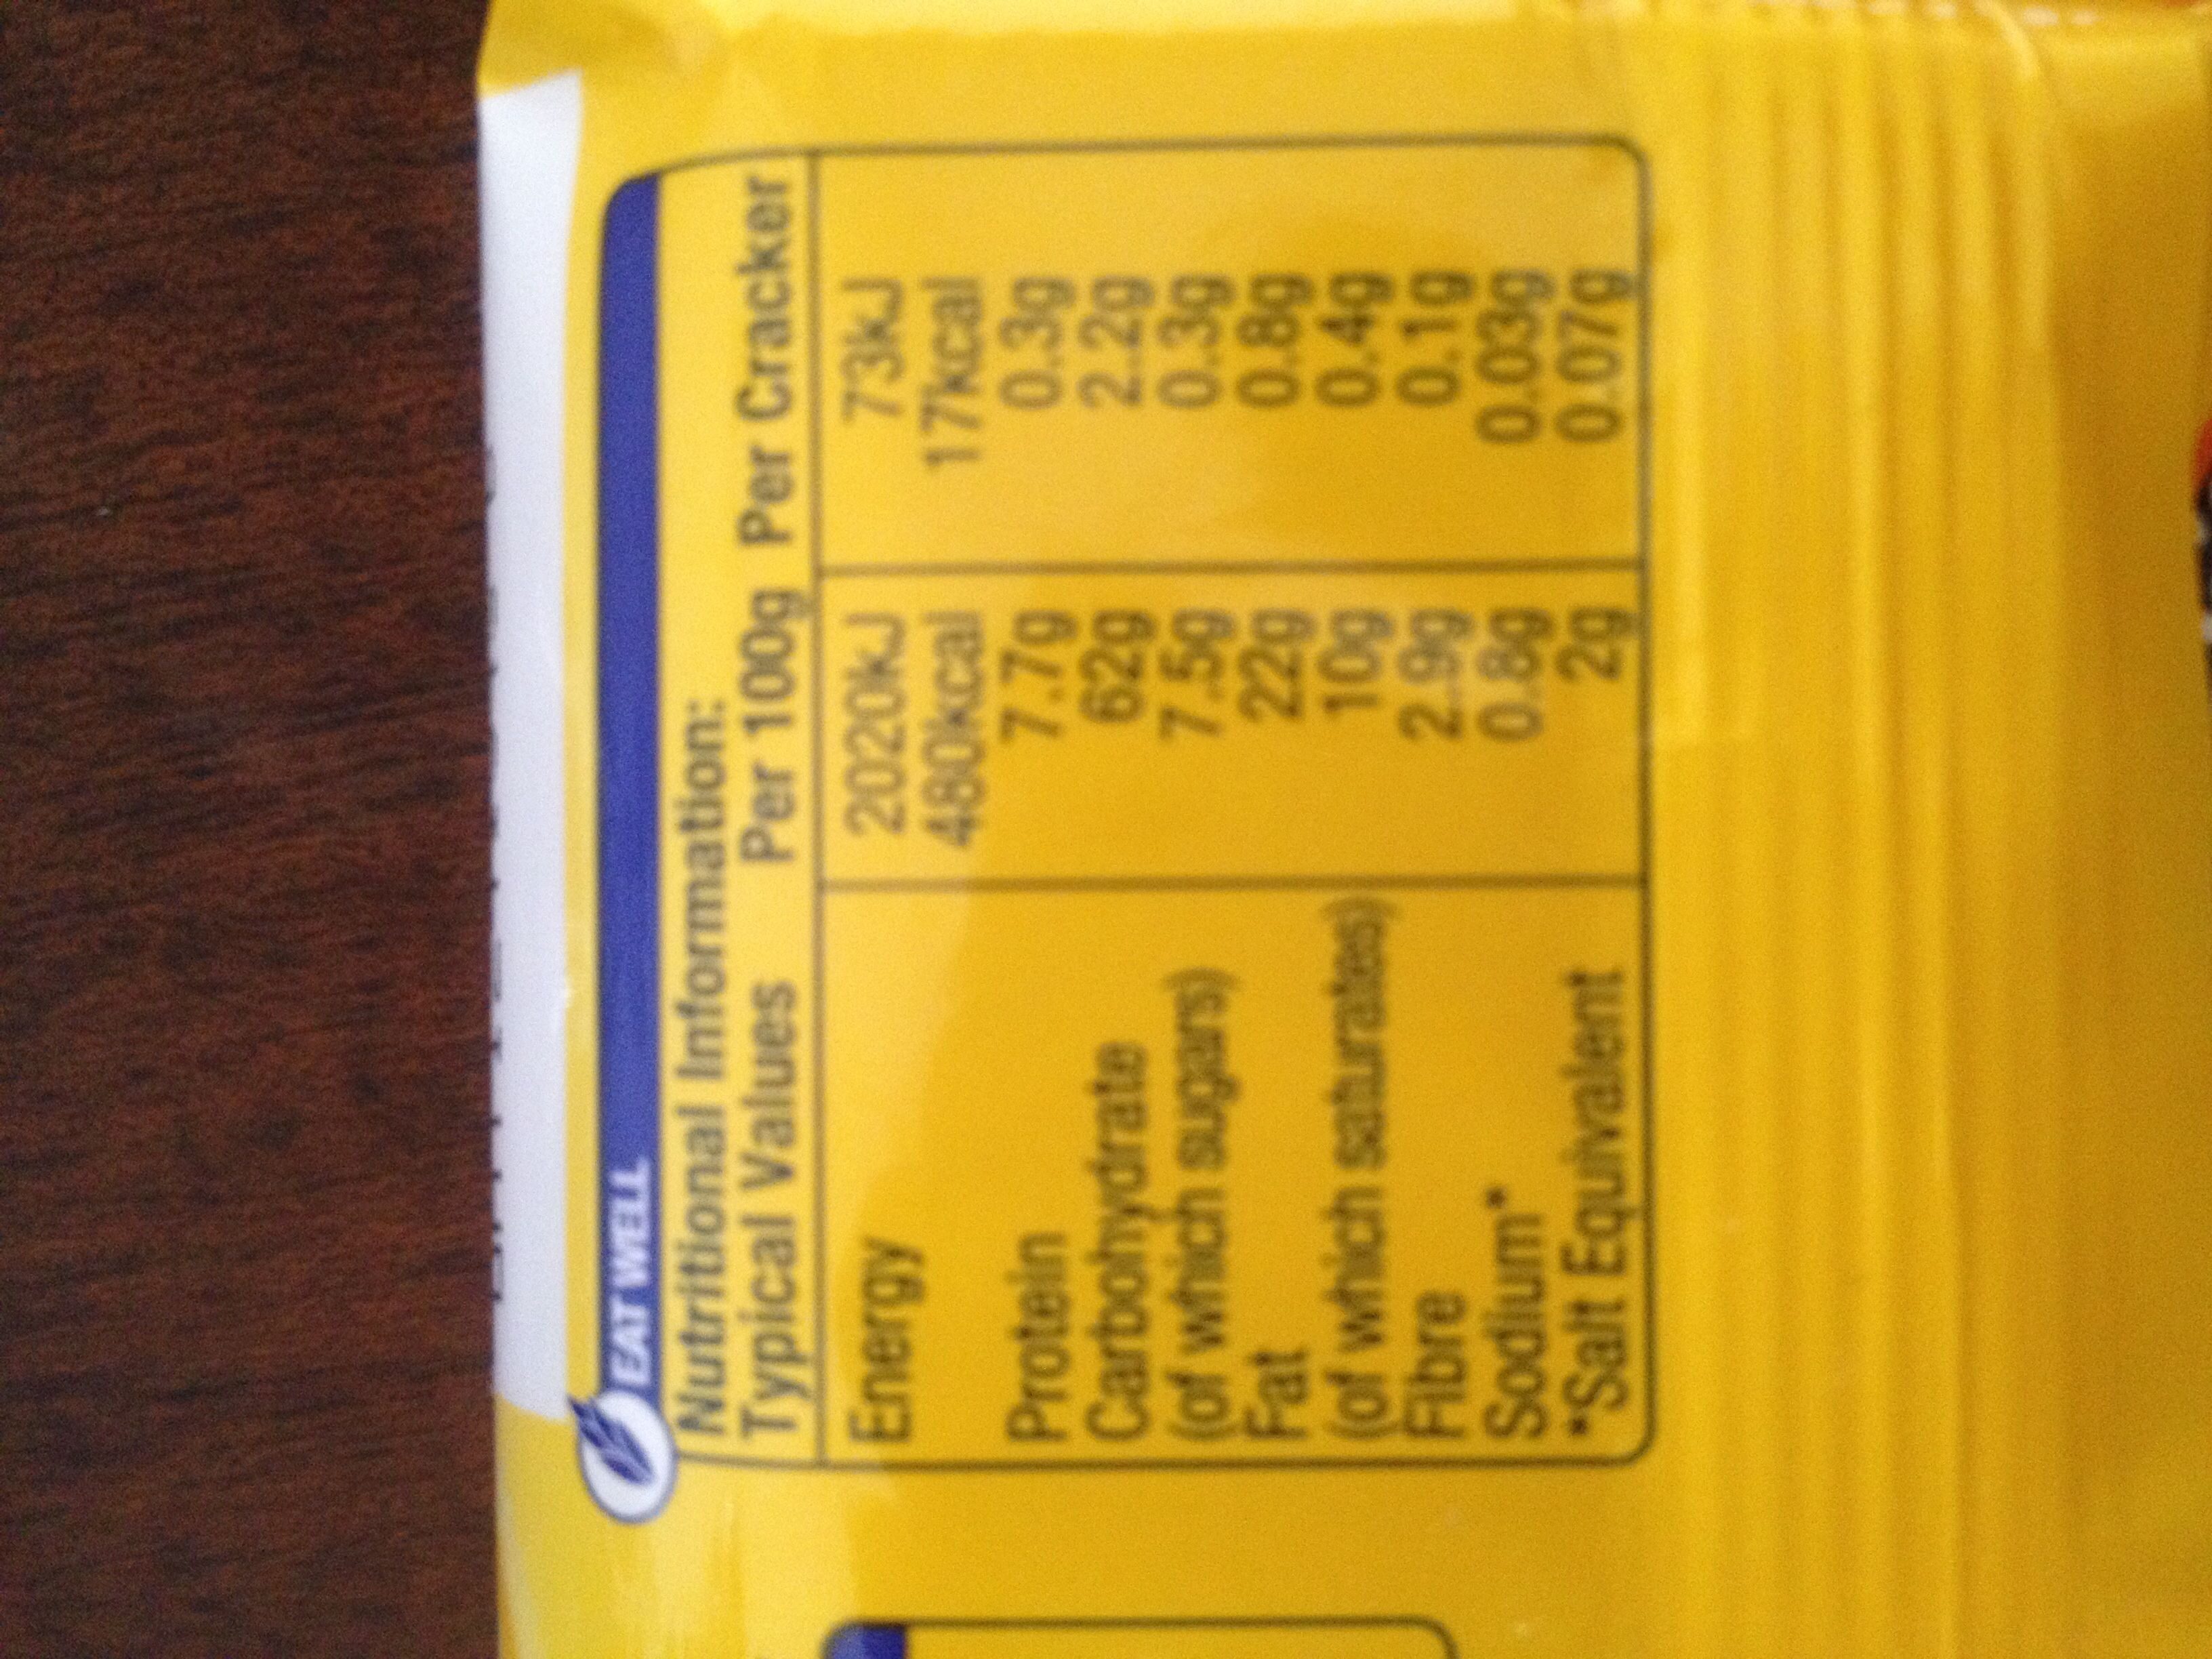 EAT WELL
Nutritional Information:
Typical Values Per 100g Per Cracker
Energy 2020kJ 73kJ
480kcal 17kcal
Protein 7.7g 0.3g
Carbohydrate 62g 2.2g
(of which sugars) 7.5g 0.3g
Fat 22g 0.8g
(of which saturates) 10g 0.4g
Fibre 2.9g 0.1g
Sodium* 0.8g 0.03g
*Salt Equivalent 2g 0.07g